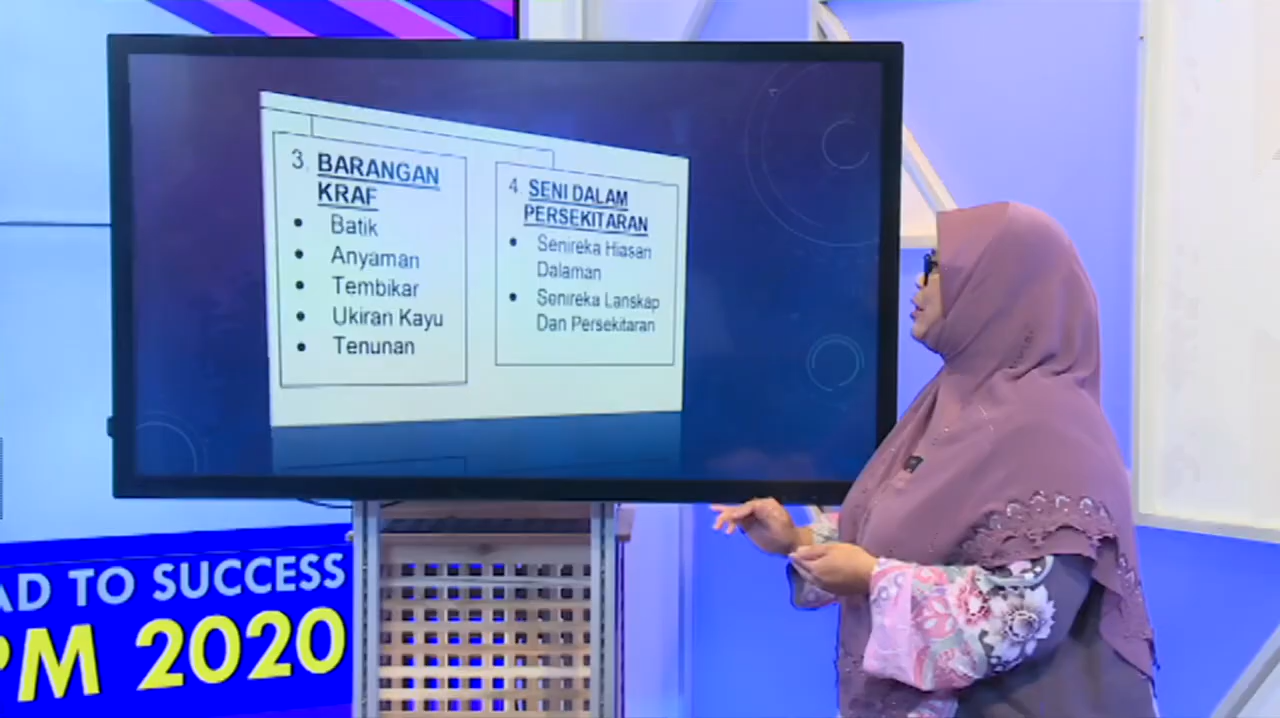 3. BARANGAN
KRAF
• Batik
• Anyaman
• Tembikar
• Ukiran Kayu
• Tenunan
4. SENI DALAM
PERSEKITARAN
• Senireka Hiasan
Dalaman
• Senireka Lanskap
Dan Persekitaran
AD TO SUCCESS
PM 2020